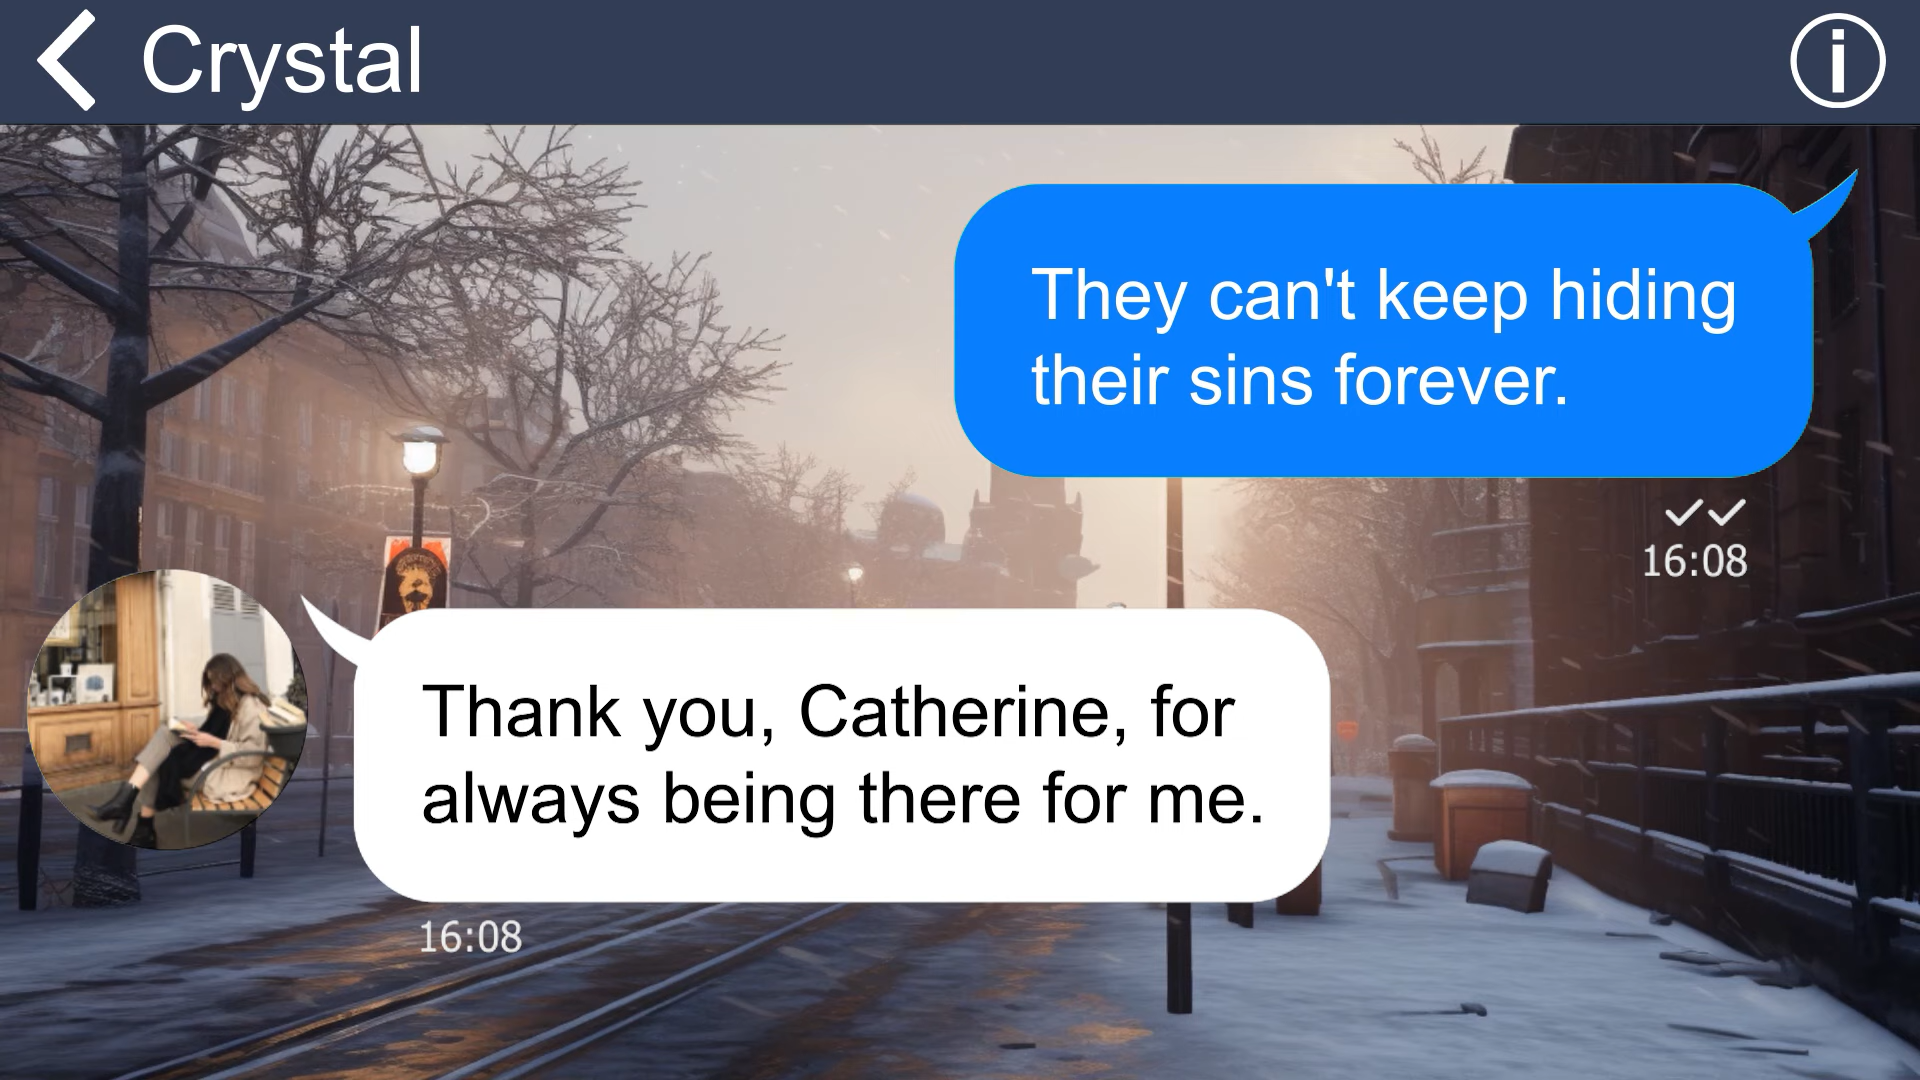 Crystal
They can't keep hiding
their sins forever.
16:08
Thank you, Catherine, for
always being there for me.
16:08